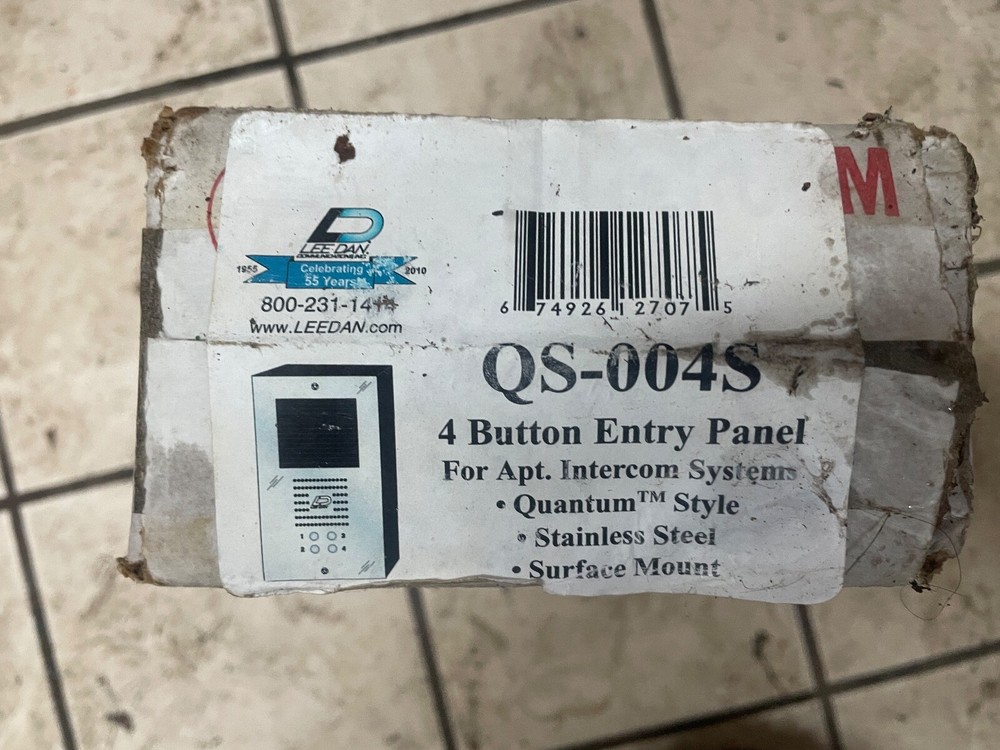 M
LEE DAN
COMMUNICATIONS INC.
1955 Celebrating 2010
55 Years
800-231-1414
www.LEEDAN.com
6 74926 12707 5
QS-004S
4 Button Entry Panel
For Apt. Intercom Systems
• Quantum™ Style
• Stainless Steel
• Surface Mount
1 3
2 4